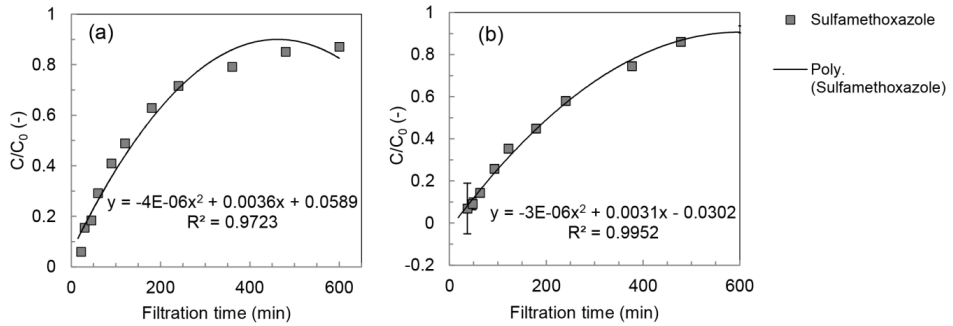 (a)
C/C0 (-)
1
0.8
0.6
0.4
0.2
0
y = -4E-06x² + 0.0036x + 0.0589
R² = 0.9723
0 200 400 600
Filtration time (min)
(b)
C/C0 (-)
1
0.8
0.6
0.4
0.2
0
-0.2
y = -3E-06x² + 0.0031x - 0.0302
R² = 0.9952
0 200 400 600
Filtration time (min)
Sulfamethoxazole
Poly.
(Sulfamethoxazole)